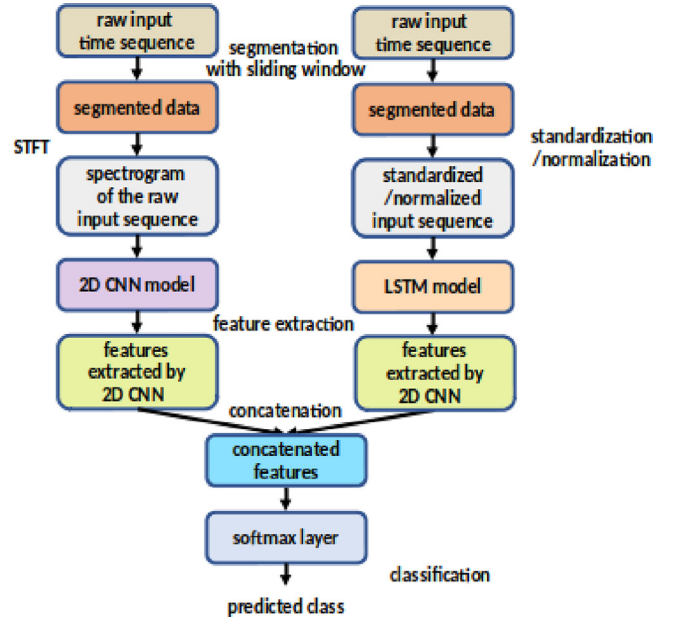 raw input
time sequence
raw input
time sequence
segmentation
with sliding window
segmented data
segmented data
STFT
standardization
/normalization
spectrogram
of the raw
input sequence
standardized
/normalized
input sequence
2D CNN model
LSTM model
feature extraction
features
extracted by
2D CNN
features
extracted by
2D CNN
concatenation
concatenated
features
softmax layer
classification
predicted class